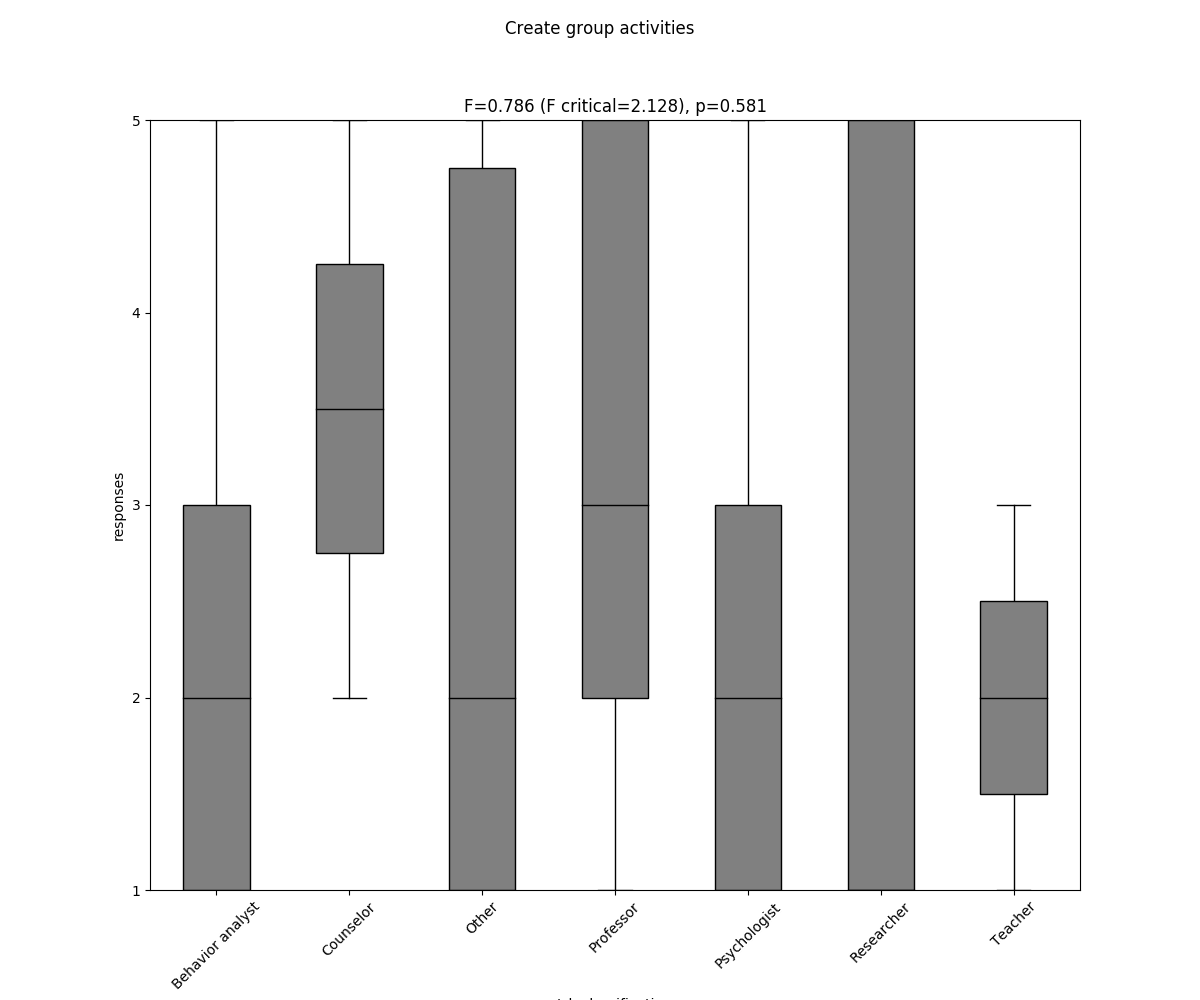 Create group activities
F=0.786 (F critical=2.128), p=0.581
5
4
3
2
1
responses
Behavior analyst
Counselor
Other
Professor
Psychologist
Researcher
Teacher